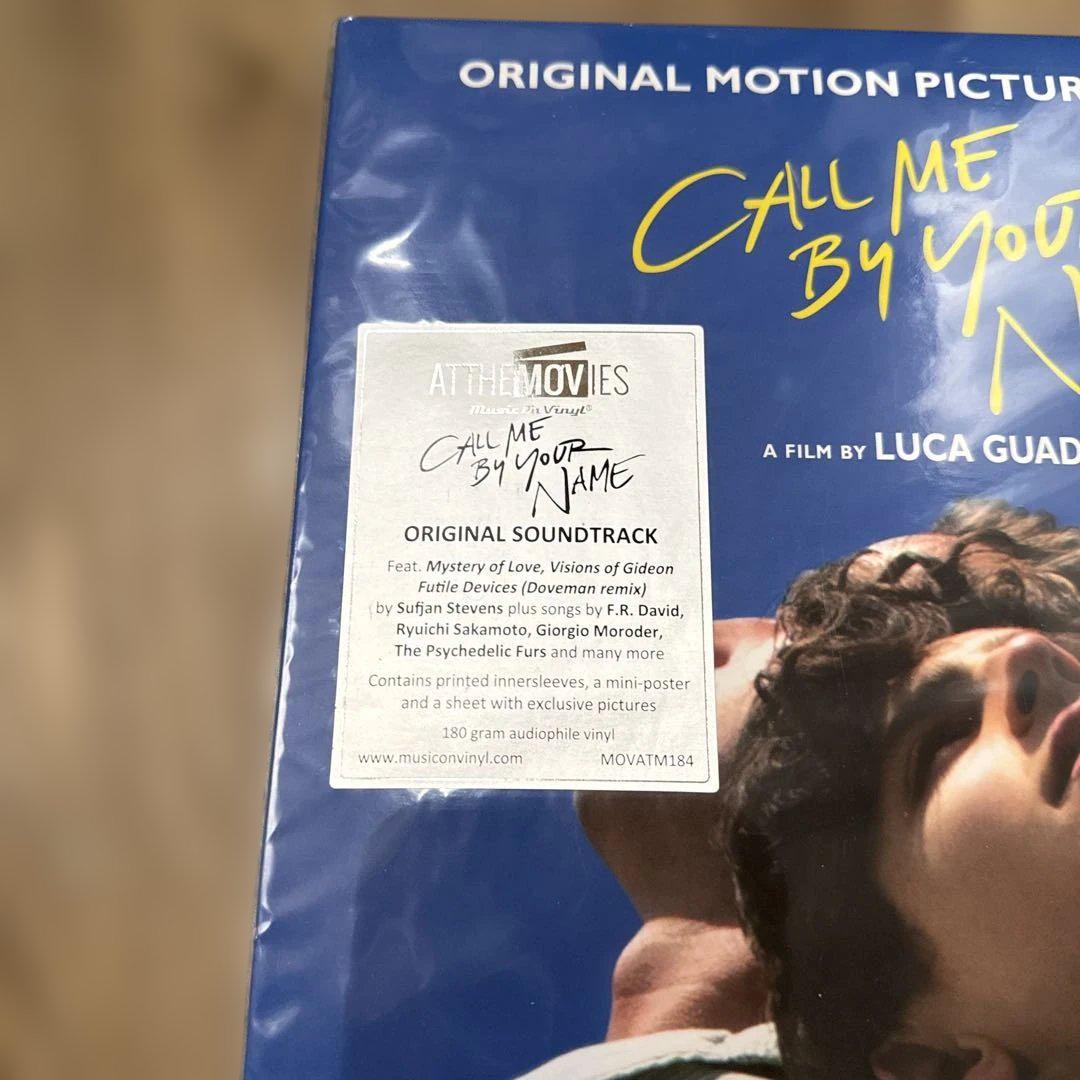 ORIGINAL MOTION PICTUR
CALL ME
BY YOU
N
A FILM BY LUCA GUAD
ATTHEMOVIES
Music On Vinyl®
CALL ME
BY YOUR
NAME
ORIGINAL SOUNDTRACK
Feat. Mystery of Love, Visions of Gideon
Futile Devices (Doveman remix)
by Sufjan Stevens plus songs by F.R. David,
Ryuichi Sakamoto, Giorgio Moroder,
The Psychedelic Furs and many more
Contains printed innersleeves, a mini-poster
and a sheet with exclusive pictures
180 gram audiophile vinyl
www.musiconvinyl.com MOVATM184